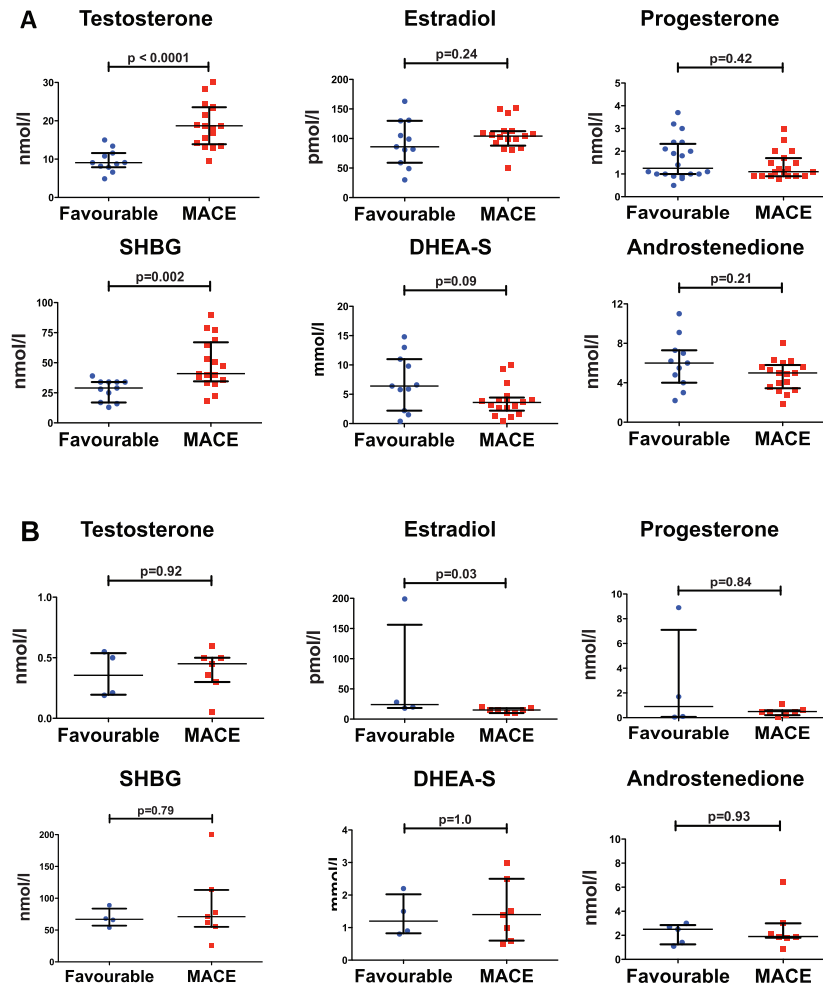 A
Testosterone
p < 0.0001
nmol/l
30
20
10
0
Favourable MACE
Estradiol
p=0.24
pmol/l
200
150
100
50
0
Favourable MACE
Progesterone
p=0.42
nmol/l
5
4
3
2
1
0
Favourable MACE
SHBG
p=0.002
nmol/l
100
75
50
25
0
Favourable MACE
DHEA-S
p=0.09
mmol/l
20
15
10
5
0
Favourable MACE
Androstenedione
p=0.21
nmol/l
12
8
4
0
Favourable MACE
B
Testosterone
p=0.92
nmol/l
1.0
0.5
0.0
Favourable MACE
Estradiol
p=0.03
pmol/l
200
150
100
50
0
Favourable MACE
Progesterone
p=0.84
nmol/l
10
8
6
4
2
0
Favourable MACE
SHBG
p=0.79
nmol/l
200
150
100
50
0
Favourable MACE
DHEA-S
p=1.0
mmol/l
4
3
2
1
0
Favourable MACE
Androstenedione
p=0.93
nmol/l
10
8
6
4
2
0
Favourable MACE